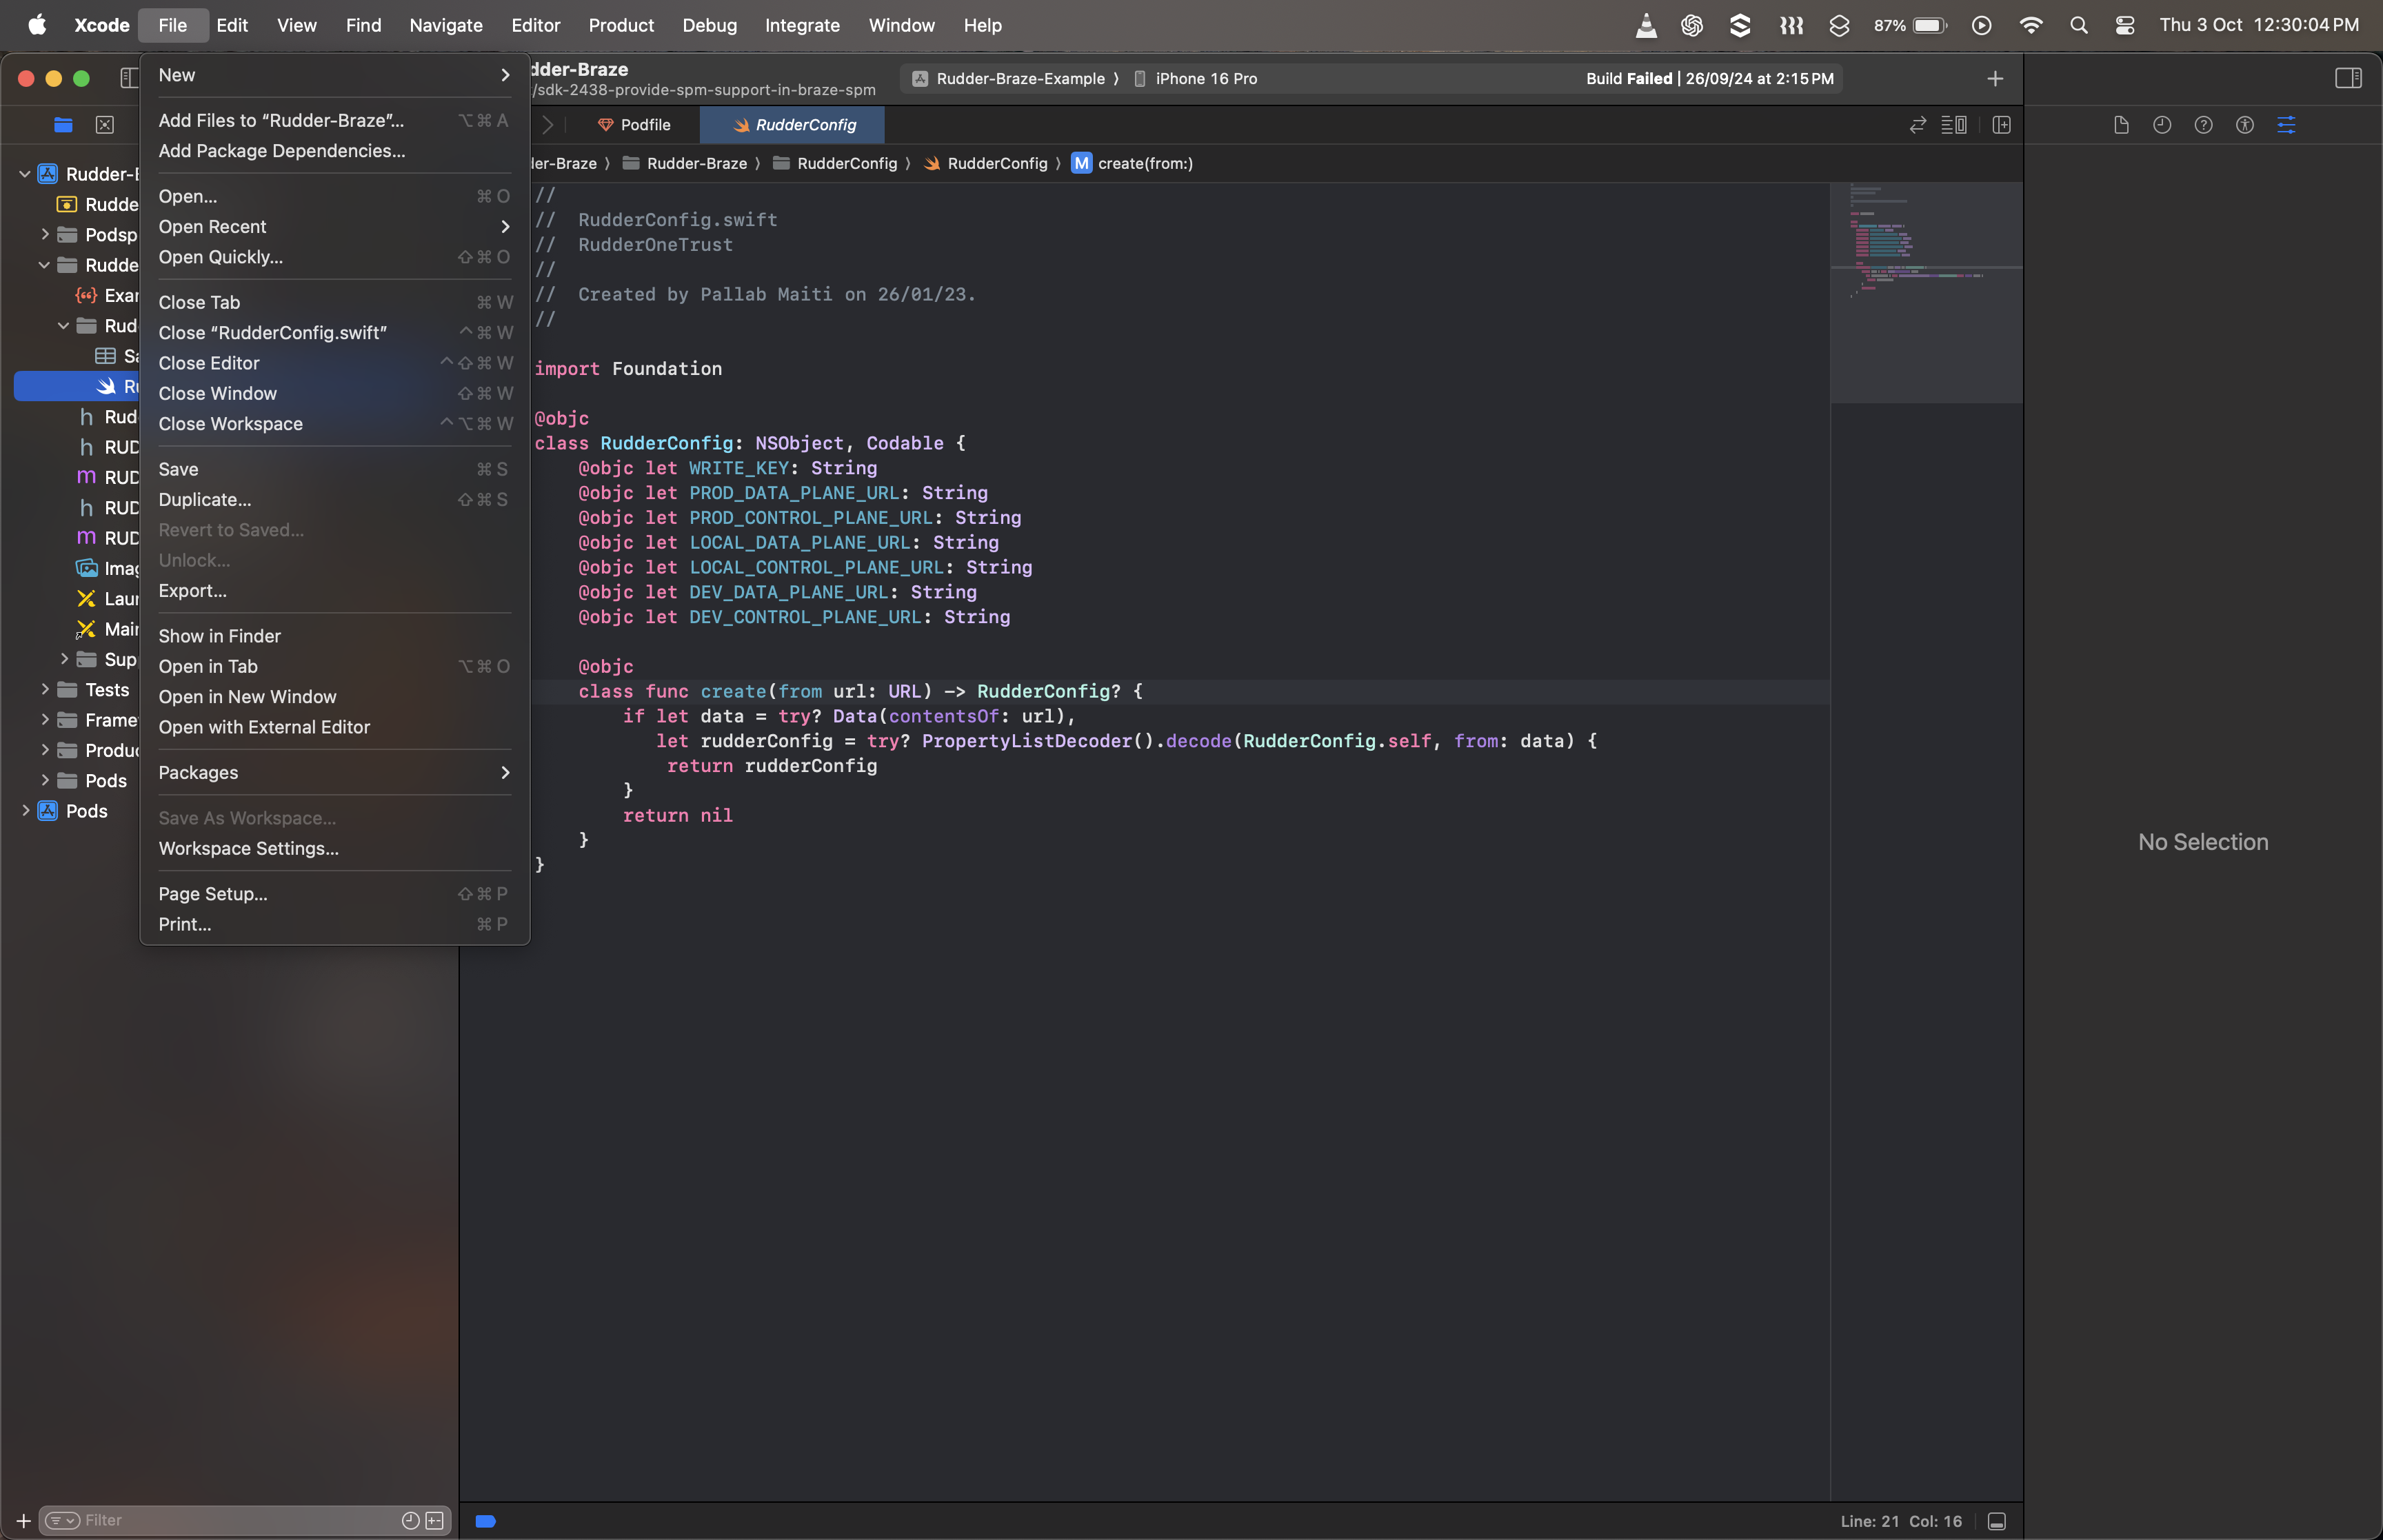 Xcode File Edit View Find Navigate Editor Product Debug Integrate Window Help 87% Thu 3 Oct 12:30:04 PM
dder-Braze
/sdk-2438-provide-spm-support-in-braze-spm
Rudder-Braze-Example 〉 iPhone 16 Pro
Build Failed | 26/09/24 at 2:15 PM
Podfile
RudderConfig
er-Braze 〉 Rudder-Braze 〉 RudderConfig 〉 RudderConfig 〉 M create(from:)
Rudder-B
Rudde
Podsp
Rudde
{“} Exam
Rud
Sa
Ru
h Rud
h RUD
m RUD
h RUD
m RUD
Imag
Laun
Main
Sup
Tests
Frame
Produc
Pods
Pods
Filter
New
Add Files to “Rudder-Braze”... ⌥⌘A
Add Package Dependencies...
Open... ⌘O
Open Recent
Open Quickly... ⇧⌘O
Close Tab ⌘W
Close “RudderConfig.swift” ^⌘W
Close Editor ^⇧⌘W
Close Window ⇧⌘W
Close Workspace ^⌥⌘W
Save ⌘S
Duplicate... ⇧⌘S
Revert to Saved...
Unlock...
Export...
Show in Finder
Open in Tab ⌥⌘O
Open in New Window
Open with External Editor
Packages
Save As Workspace...
Workspace Settings...
Page Setup... ⇧⌘P
Print... ⌘P
//
//  RudderConfig.swift
//  RudderOneTrust
//
//  Created by Pallab Maiti on 26/01/23.
//
import Foundation
@objc
class RudderConfig: NSObject, Codable {
@objc let WRITE_KEY: String
@objc let PROD_DATA_PLANE_URL: String
@objc let PROD_CONTROL_PLANE_URL: String
@objc let LOCAL_DATA_PLANE_URL: String
@objc let LOCAL_CONTROL_PLANE_URL: String
@objc let DEV_DATA_PLANE_URL: String
@objc let DEV_CONTROL_PLANE_URL: String
@objc
class func create(from url: URL) -> RudderConfig? {
if let data = try? Data(contentsOf: url),
let rudderConfig = try? PropertyListDecoder().decode(RudderConfig.self, from: data) {
return rudderConfig
}
return nil
}
}
No Selection
Line: 21 Col: 16